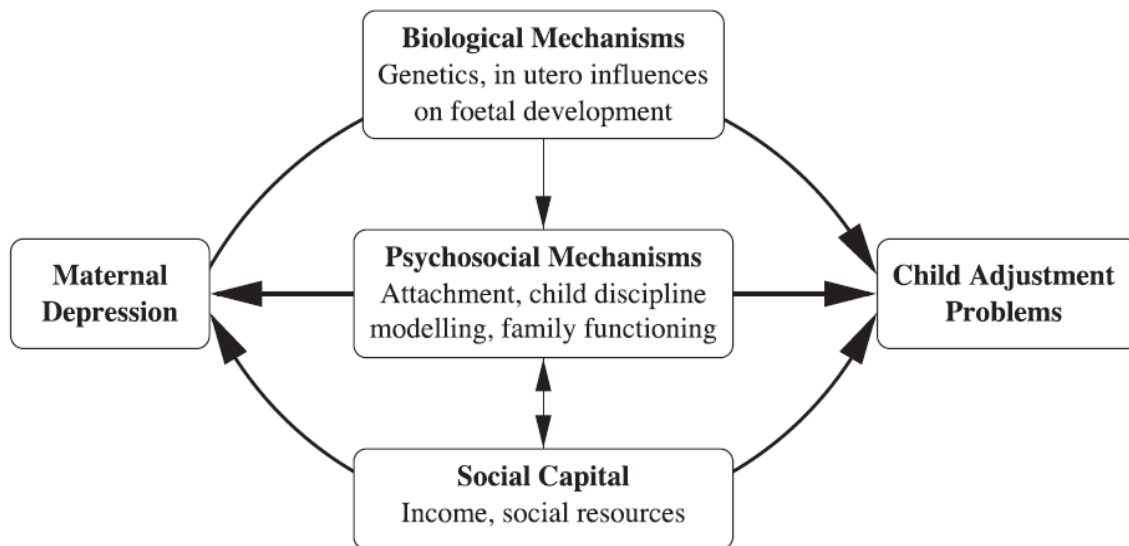 Biological Mechanisms
Genetics, in utero influences
on foetal development
Maternal
Depression
Psychosocial Mechanisms
Attachment, child discipline
modelling, family functioning
Child Adjustment
Problems
Social Capital
Income, social resources